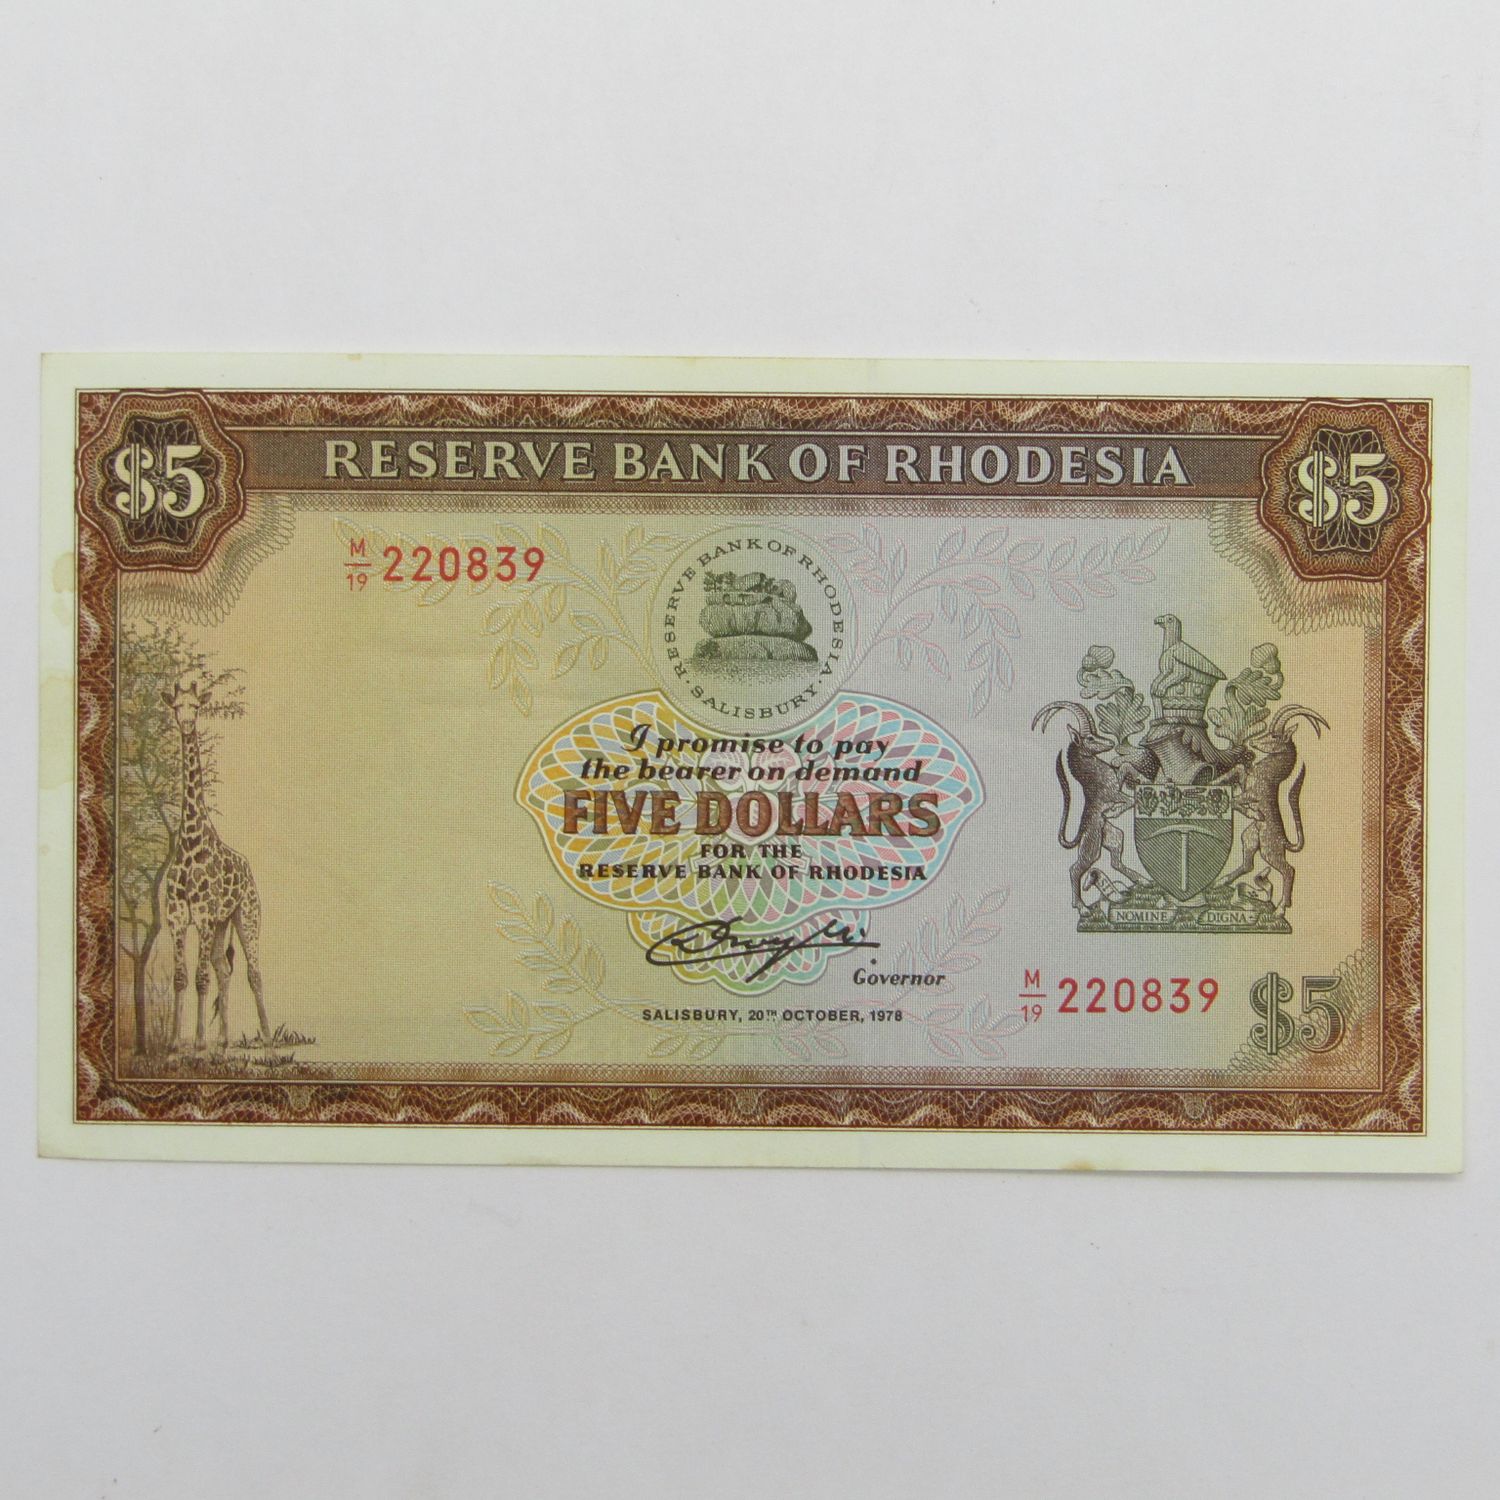 $5
RESERVE BANK OF RHODESIA
$5
M/19 220839
RESERVE BANK OF RHODESIA
· SALISBURY ·
I promise to pay
the bearer on demand
FIVE DOLLARS
FOR THE
RESERVE BANK OF RHODESIA
SIT NOMINE DIGNA
Governor
M/19 220839
$5
SALISBURY, 20TH OCTOBER, 1978